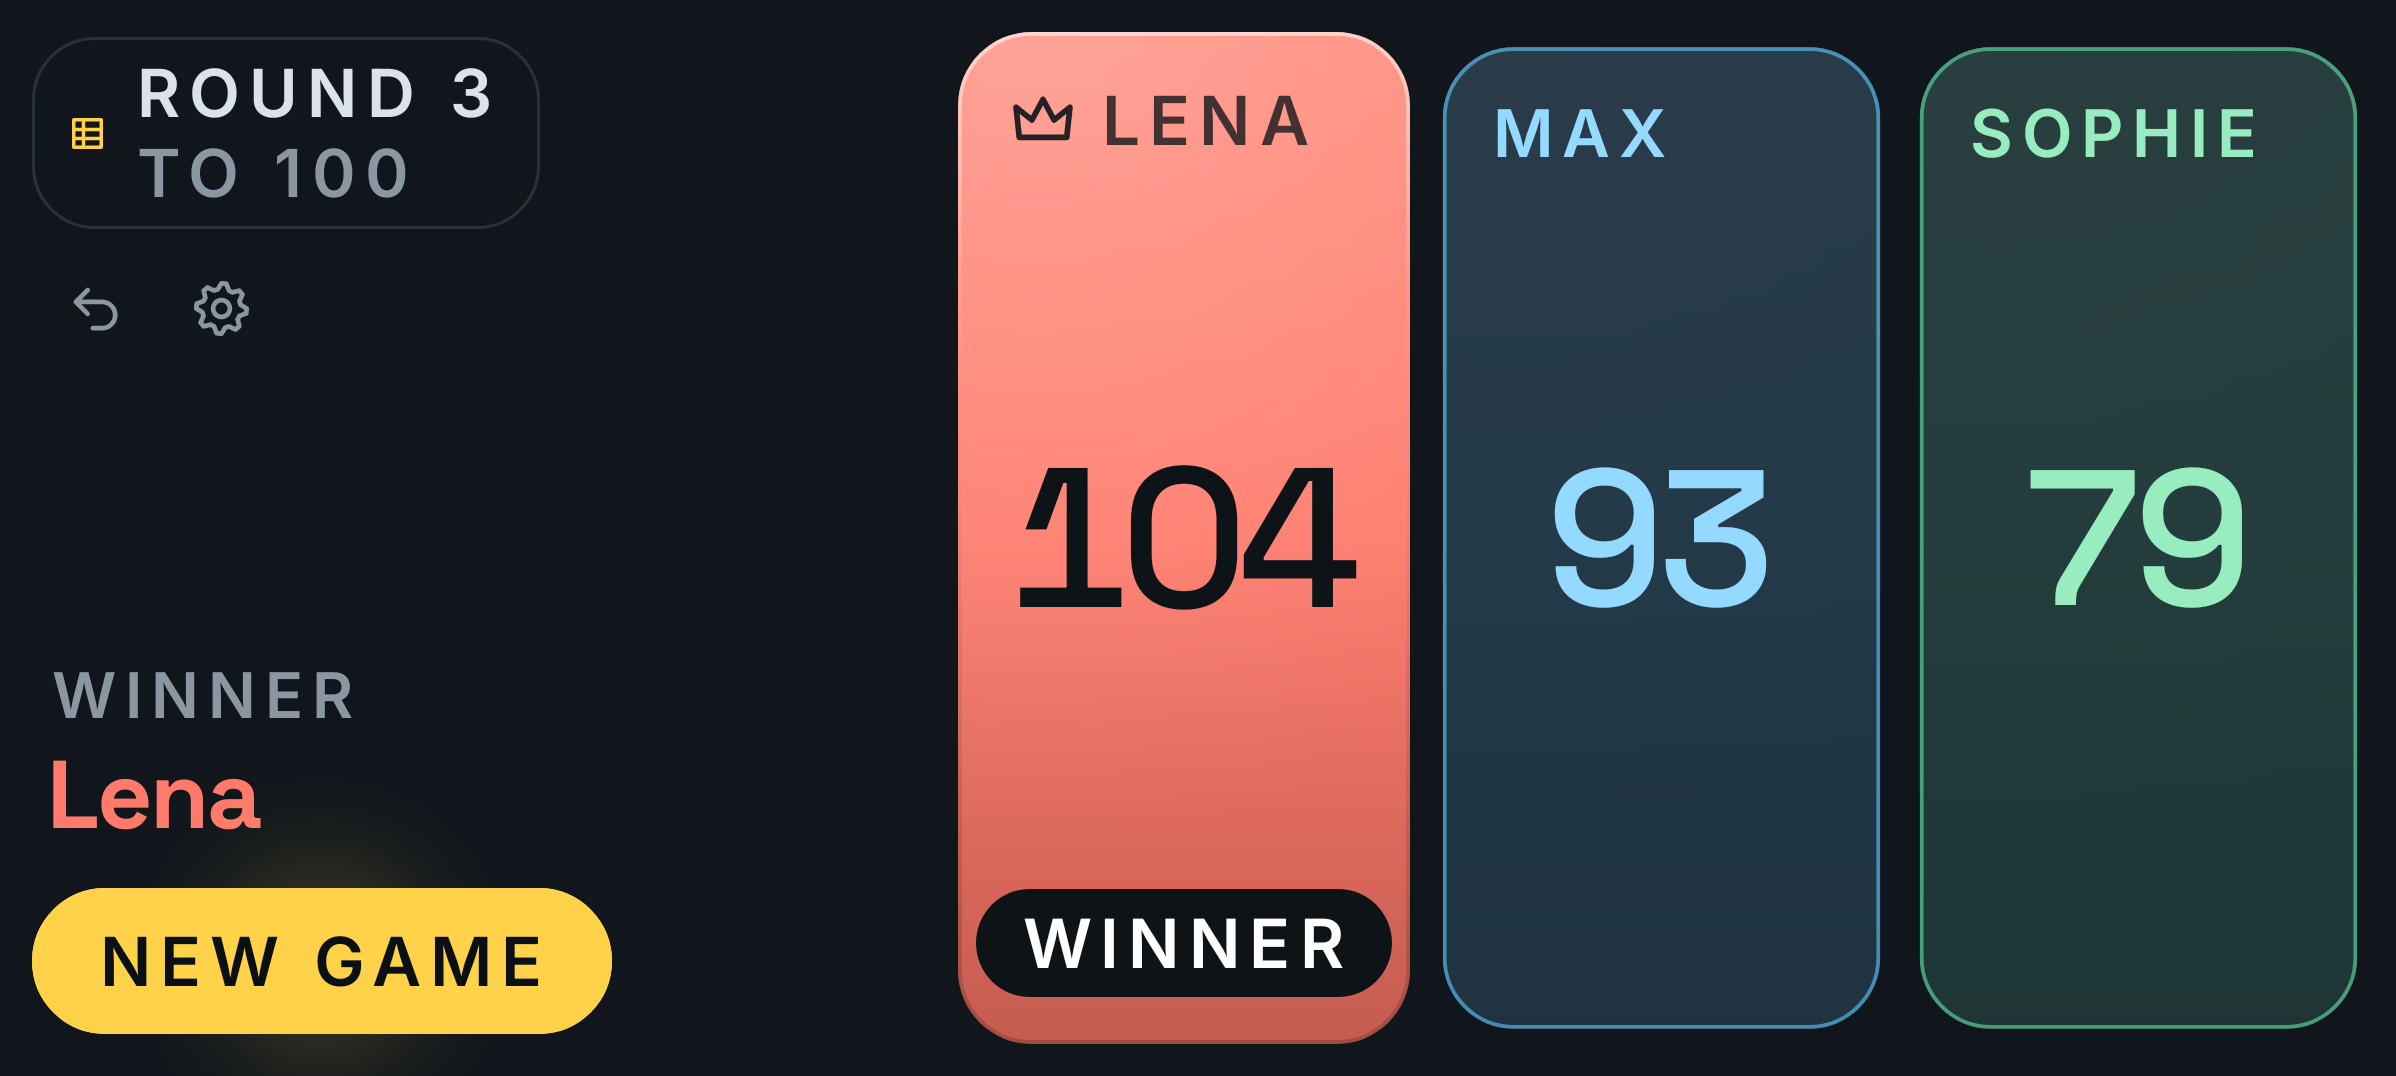 ROUND 3
TO 100
WINNER
Lena
NEW GAME
LENA
104
WINNER
MAX
93
SOPHIE
79